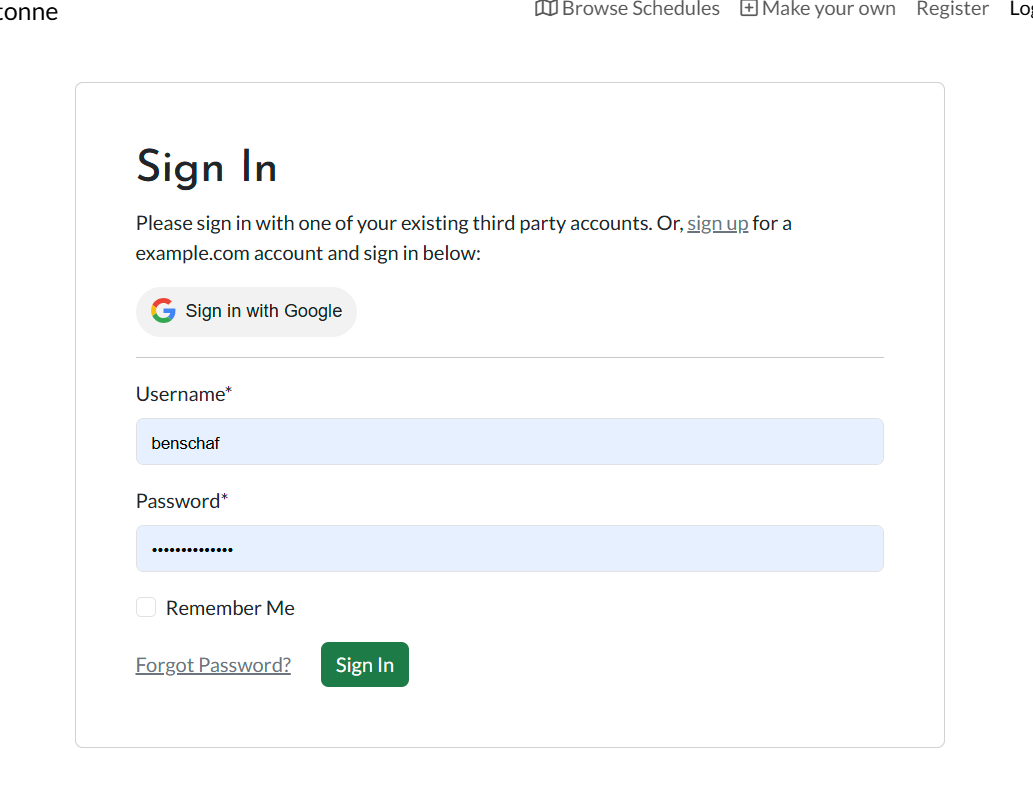 tonne
Browse Schedules Make your own Register Log
Sign In
Please sign in with one of your existing third party accounts. Or, sign up for a
example.com account and sign in below:
Sign in with Google
Username*
benschaf
Password*
••••••••••••••
Remember Me
Forgot Password? Sign In